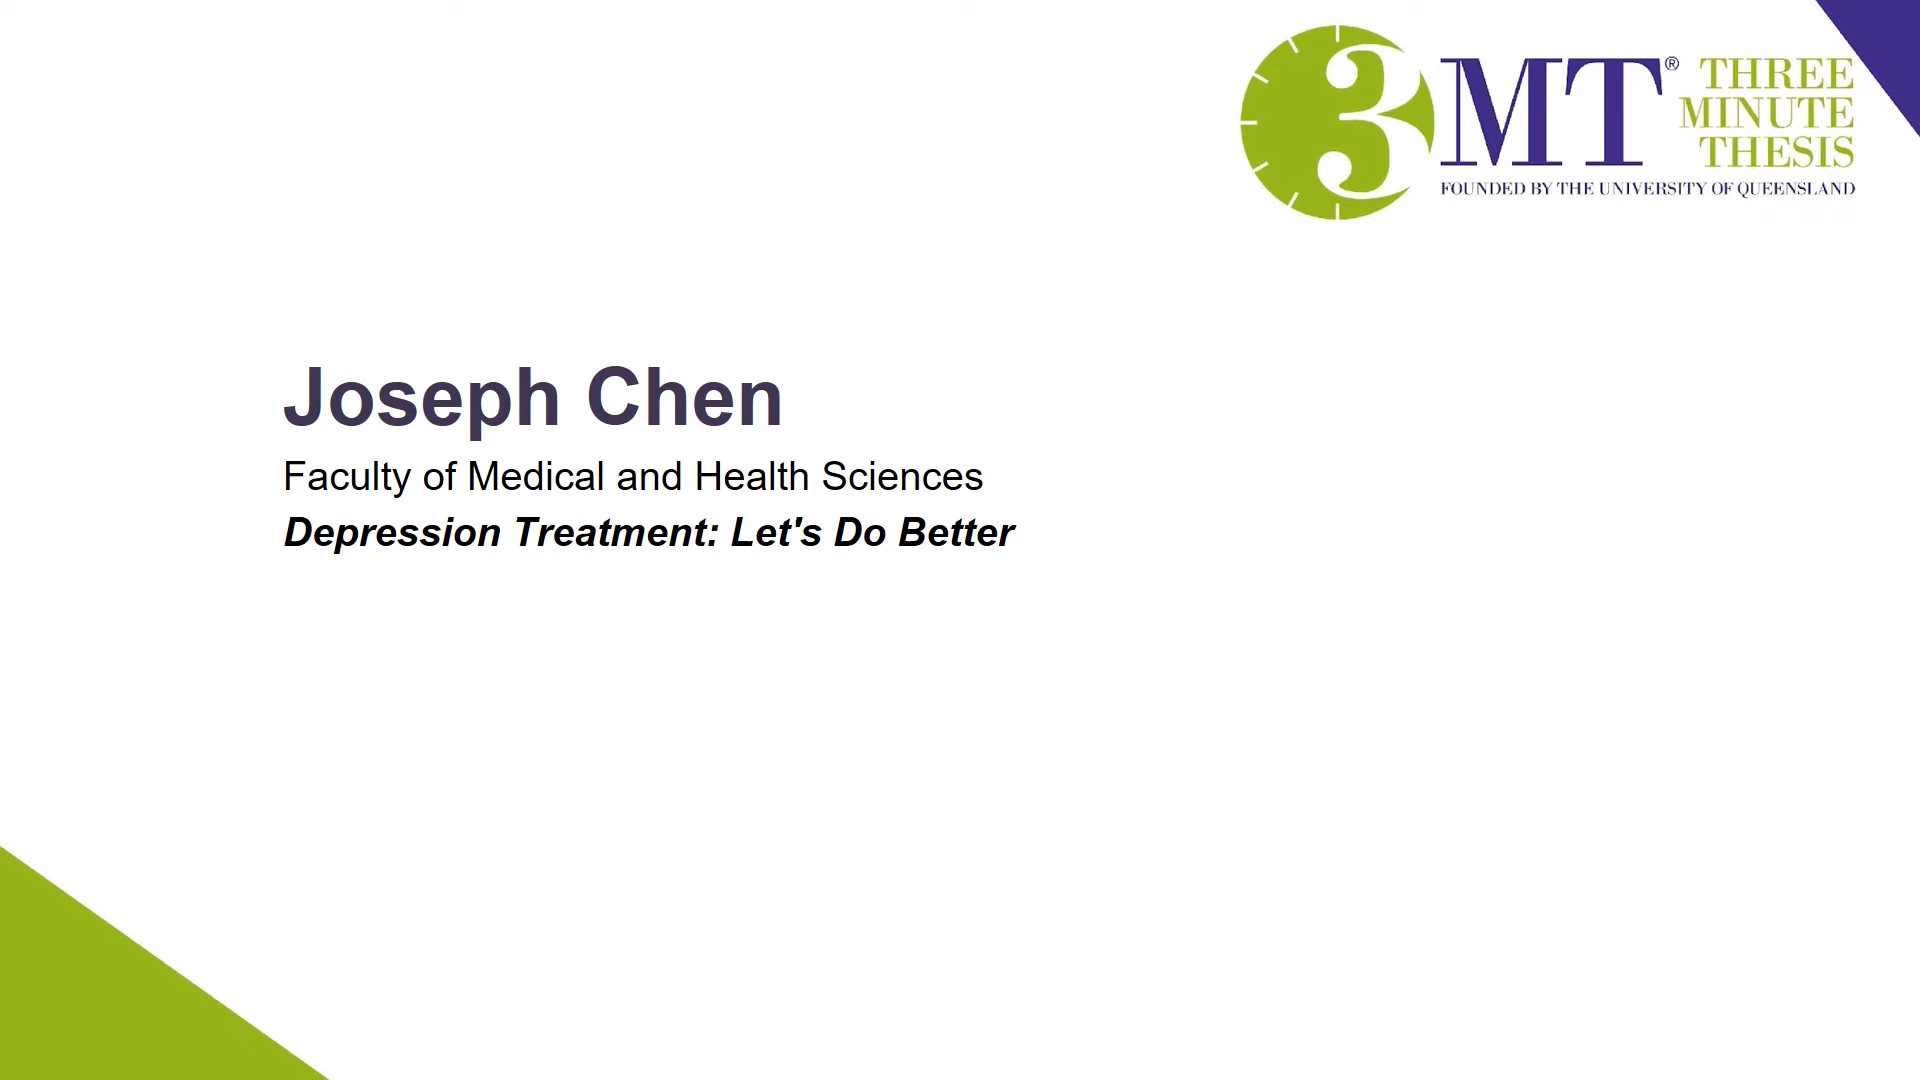 3MT® THREE
MINUTE
THESIS
FOUNDED BY THE UNIVERSITY OF QUEENSLAND
Joseph Chen
Faculty of Medical and Health Sciences
Depression Treatment: Let's Do Better